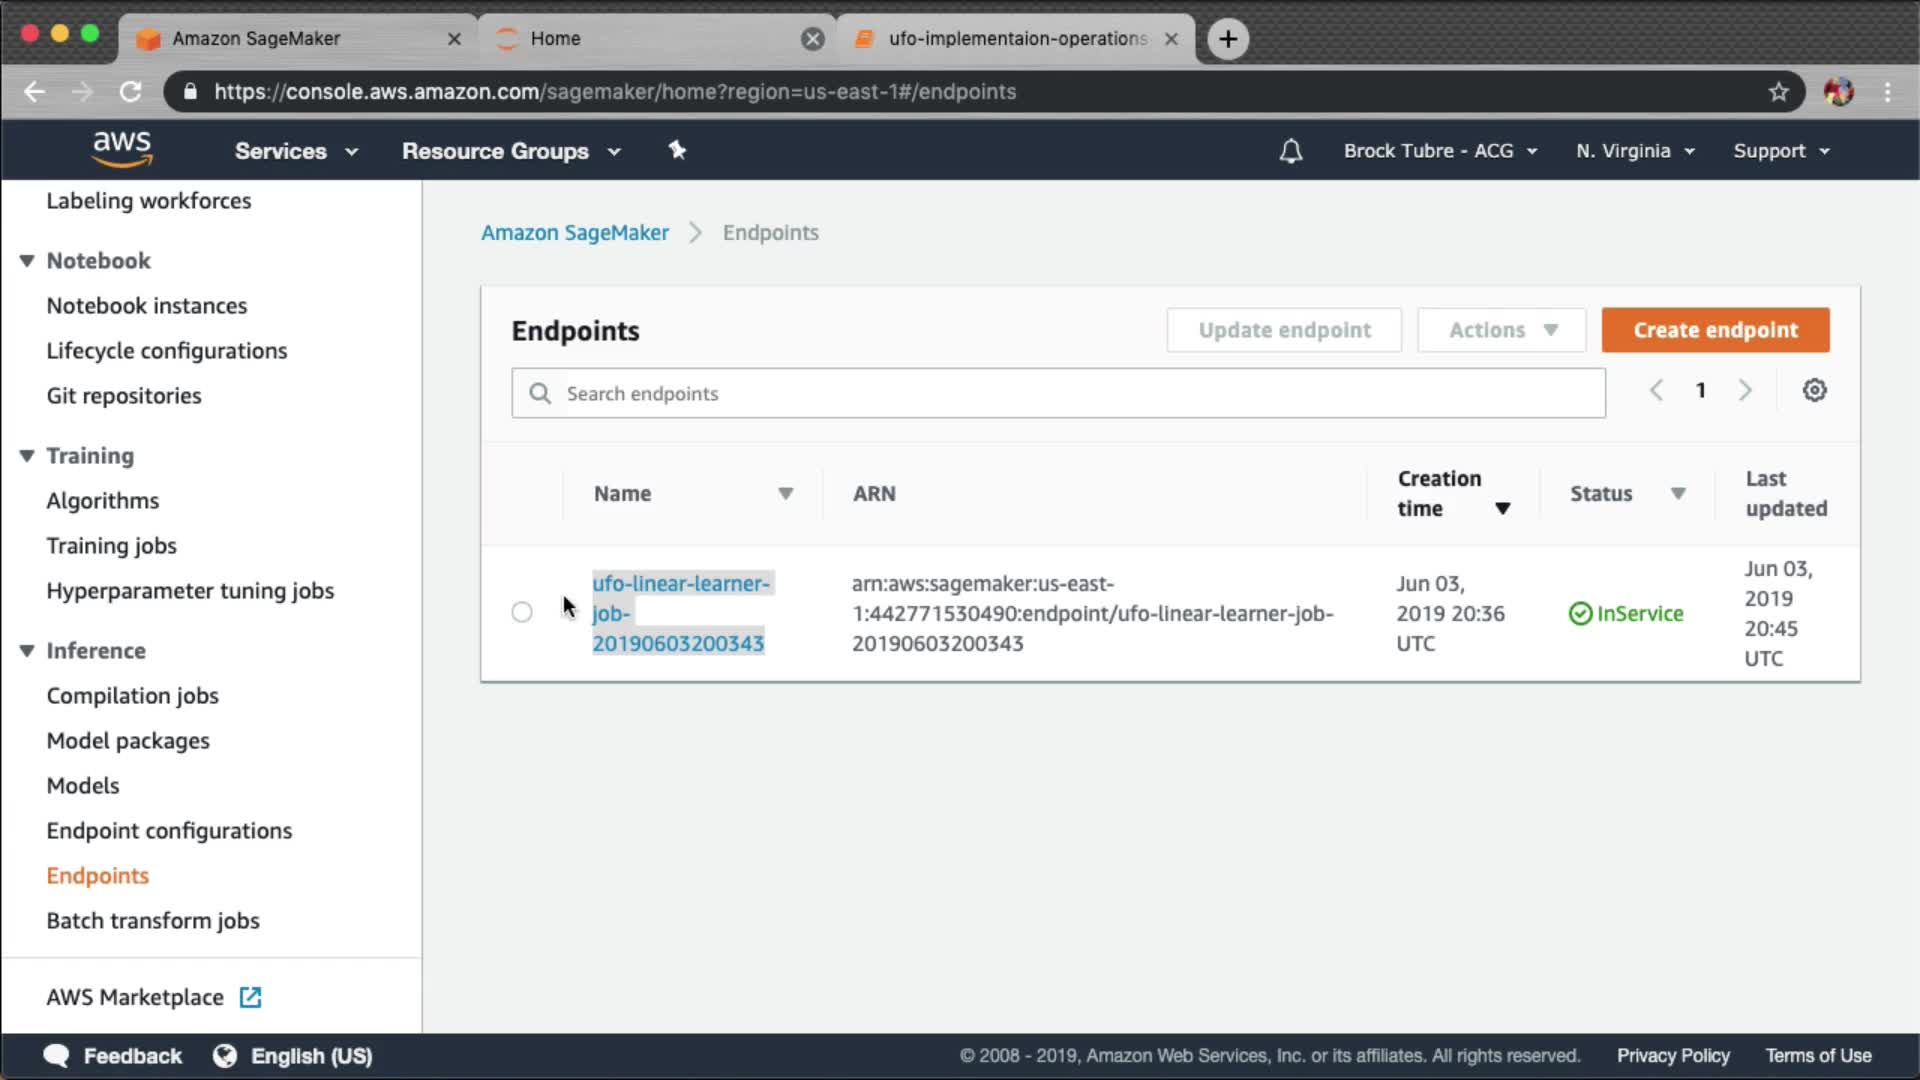 Amazon SageMaker
Home
ufo-implementaion-operations
https://console.aws.amazon.com/sagemaker/home?region=us-east-1#/endpoints
aws
Services
Resource Groups
Brock Tubre - ACG
N. Virginia
Support
Labeling workforces
Notebook
Notebook instances
Lifecycle configurations
Git repositories
Training
Algorithms
Training jobs
Hyperparameter tuning jobs
Inference
Compilation jobs
Model packages
Models
Endpoint configurations
Endpoints
Batch transform jobs
AWS Marketplace
Amazon SageMaker
Endpoints
Endpoints
Update endpoint
Actions
Create endpoint
Search endpoints
1
Name
ARN
Creation
time
Status
Last
updated
ufo-linear-learner-
job-
20190603200343
arn:aws:sagemaker:us-east-
1:442771530490:endpoint/ufo-linear-learner-job-
20190603200343
Jun 03,
2019 20:36
UTC
InService
Jun 03,
2019
20:45
UTC
Feedback
English (US)
© 2008 - 2019, Amazon Web Services, Inc. or its affiliates. All rights reserved.
Privacy Policy
Terms of Use